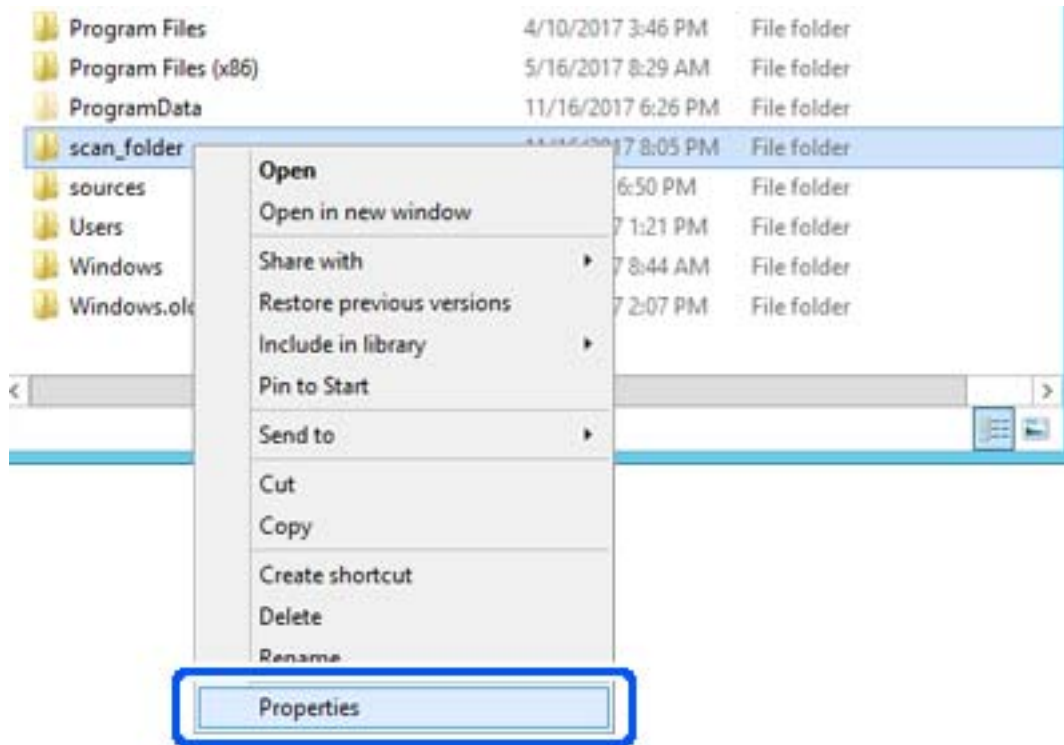 Program Files 4/10/2017 3:46 PM File folder
Program Files (x86) 5/16/2017 8:29 AM File folder
ProgramData 11/16/2017 6:26 PM File folder
scan_folder 8:05 PM File folder
Open
sources 6:50 PM File folder
Open in new window
Users 1:21 PM File folder
Share with
Windows 8:44 AM File folder
Restore previous versions
Windows.old 2:07 PM File folder
Include in library
Pin to Start
Send to
Cut
Copy
Create shortcut
Delete
Rename
Properties